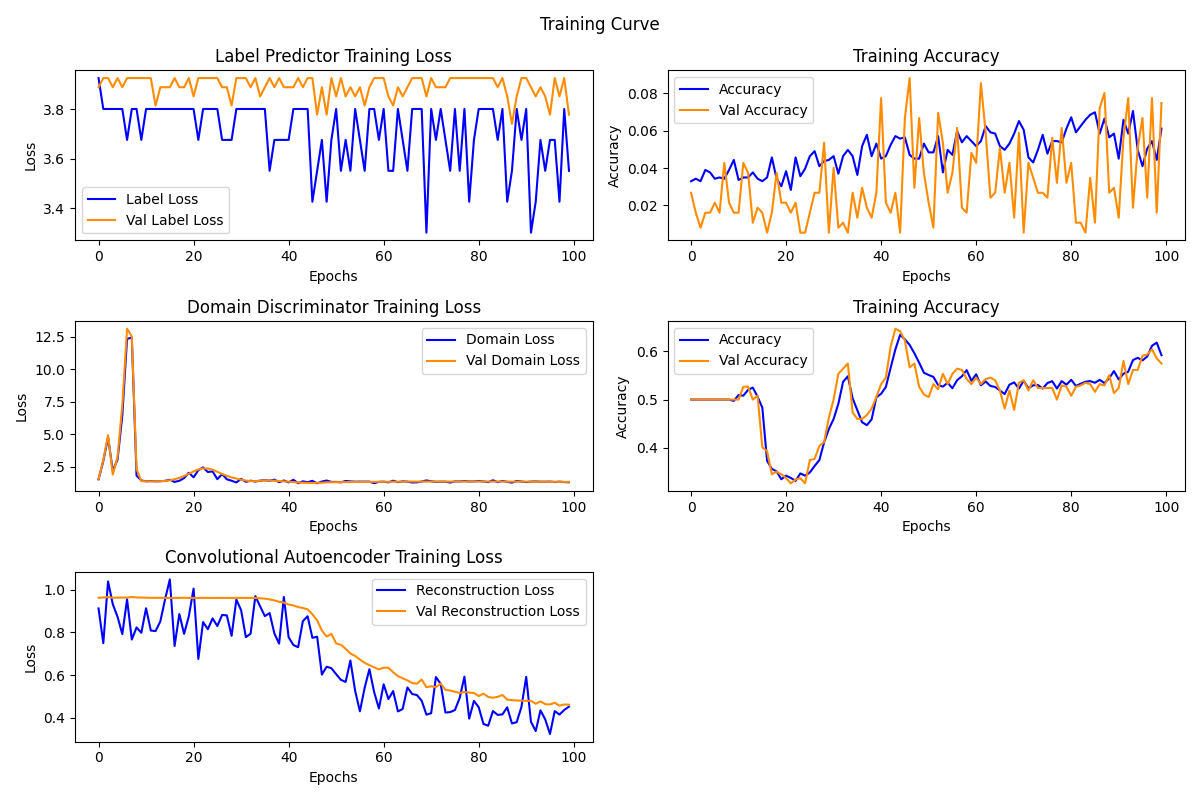 Training Curve
Label Predictor Training Loss
Loss
3.8
3.6
3.4
Label Loss
Val Label Loss
0
20
40
60
80
100
Epochs
Training Accuracy
Accuracy
0.08
0.06
0.04
0.02
Accuracy
Val Accuracy
0
20
40
60
80
100
Epochs
Domain Discriminator Training Loss
Loss
12.5
10.0
7.5
5.0
2.5
Domain Loss
Val Domain Loss
0
20
40
60
80
100
Epochs
Training Accuracy
Accuracy
0.6
0.5
0.4
Accuracy
Val Accuracy
0
20
40
60
80
100
Epochs
Convolutional Autoencoder Training Loss
Loss
1.0
0.8
0.6
0.4
Reconstruction Loss
Val Reconstruction Loss
0
20
40
60
80
100
Epochs